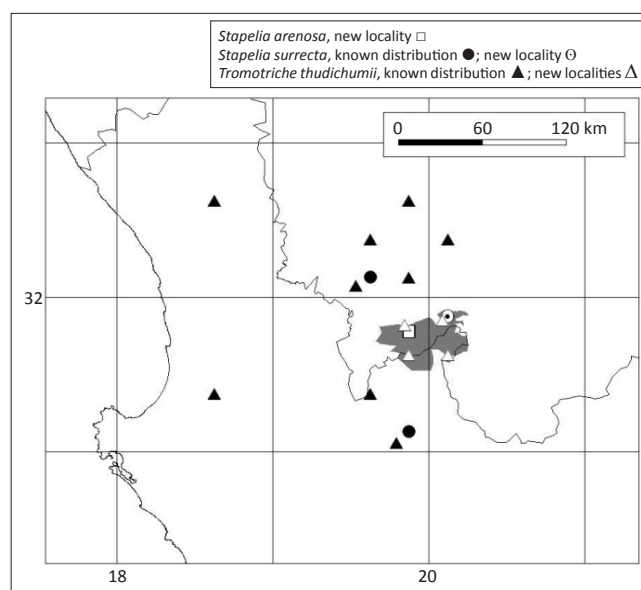 Stapelia arenosa, new locality □
Stapelia surrecta, known distribution ●; new locality ʘ
Tromotriche thudichumii, known distribution ▲; new localities Δ
0 60 120 km
32
18 20